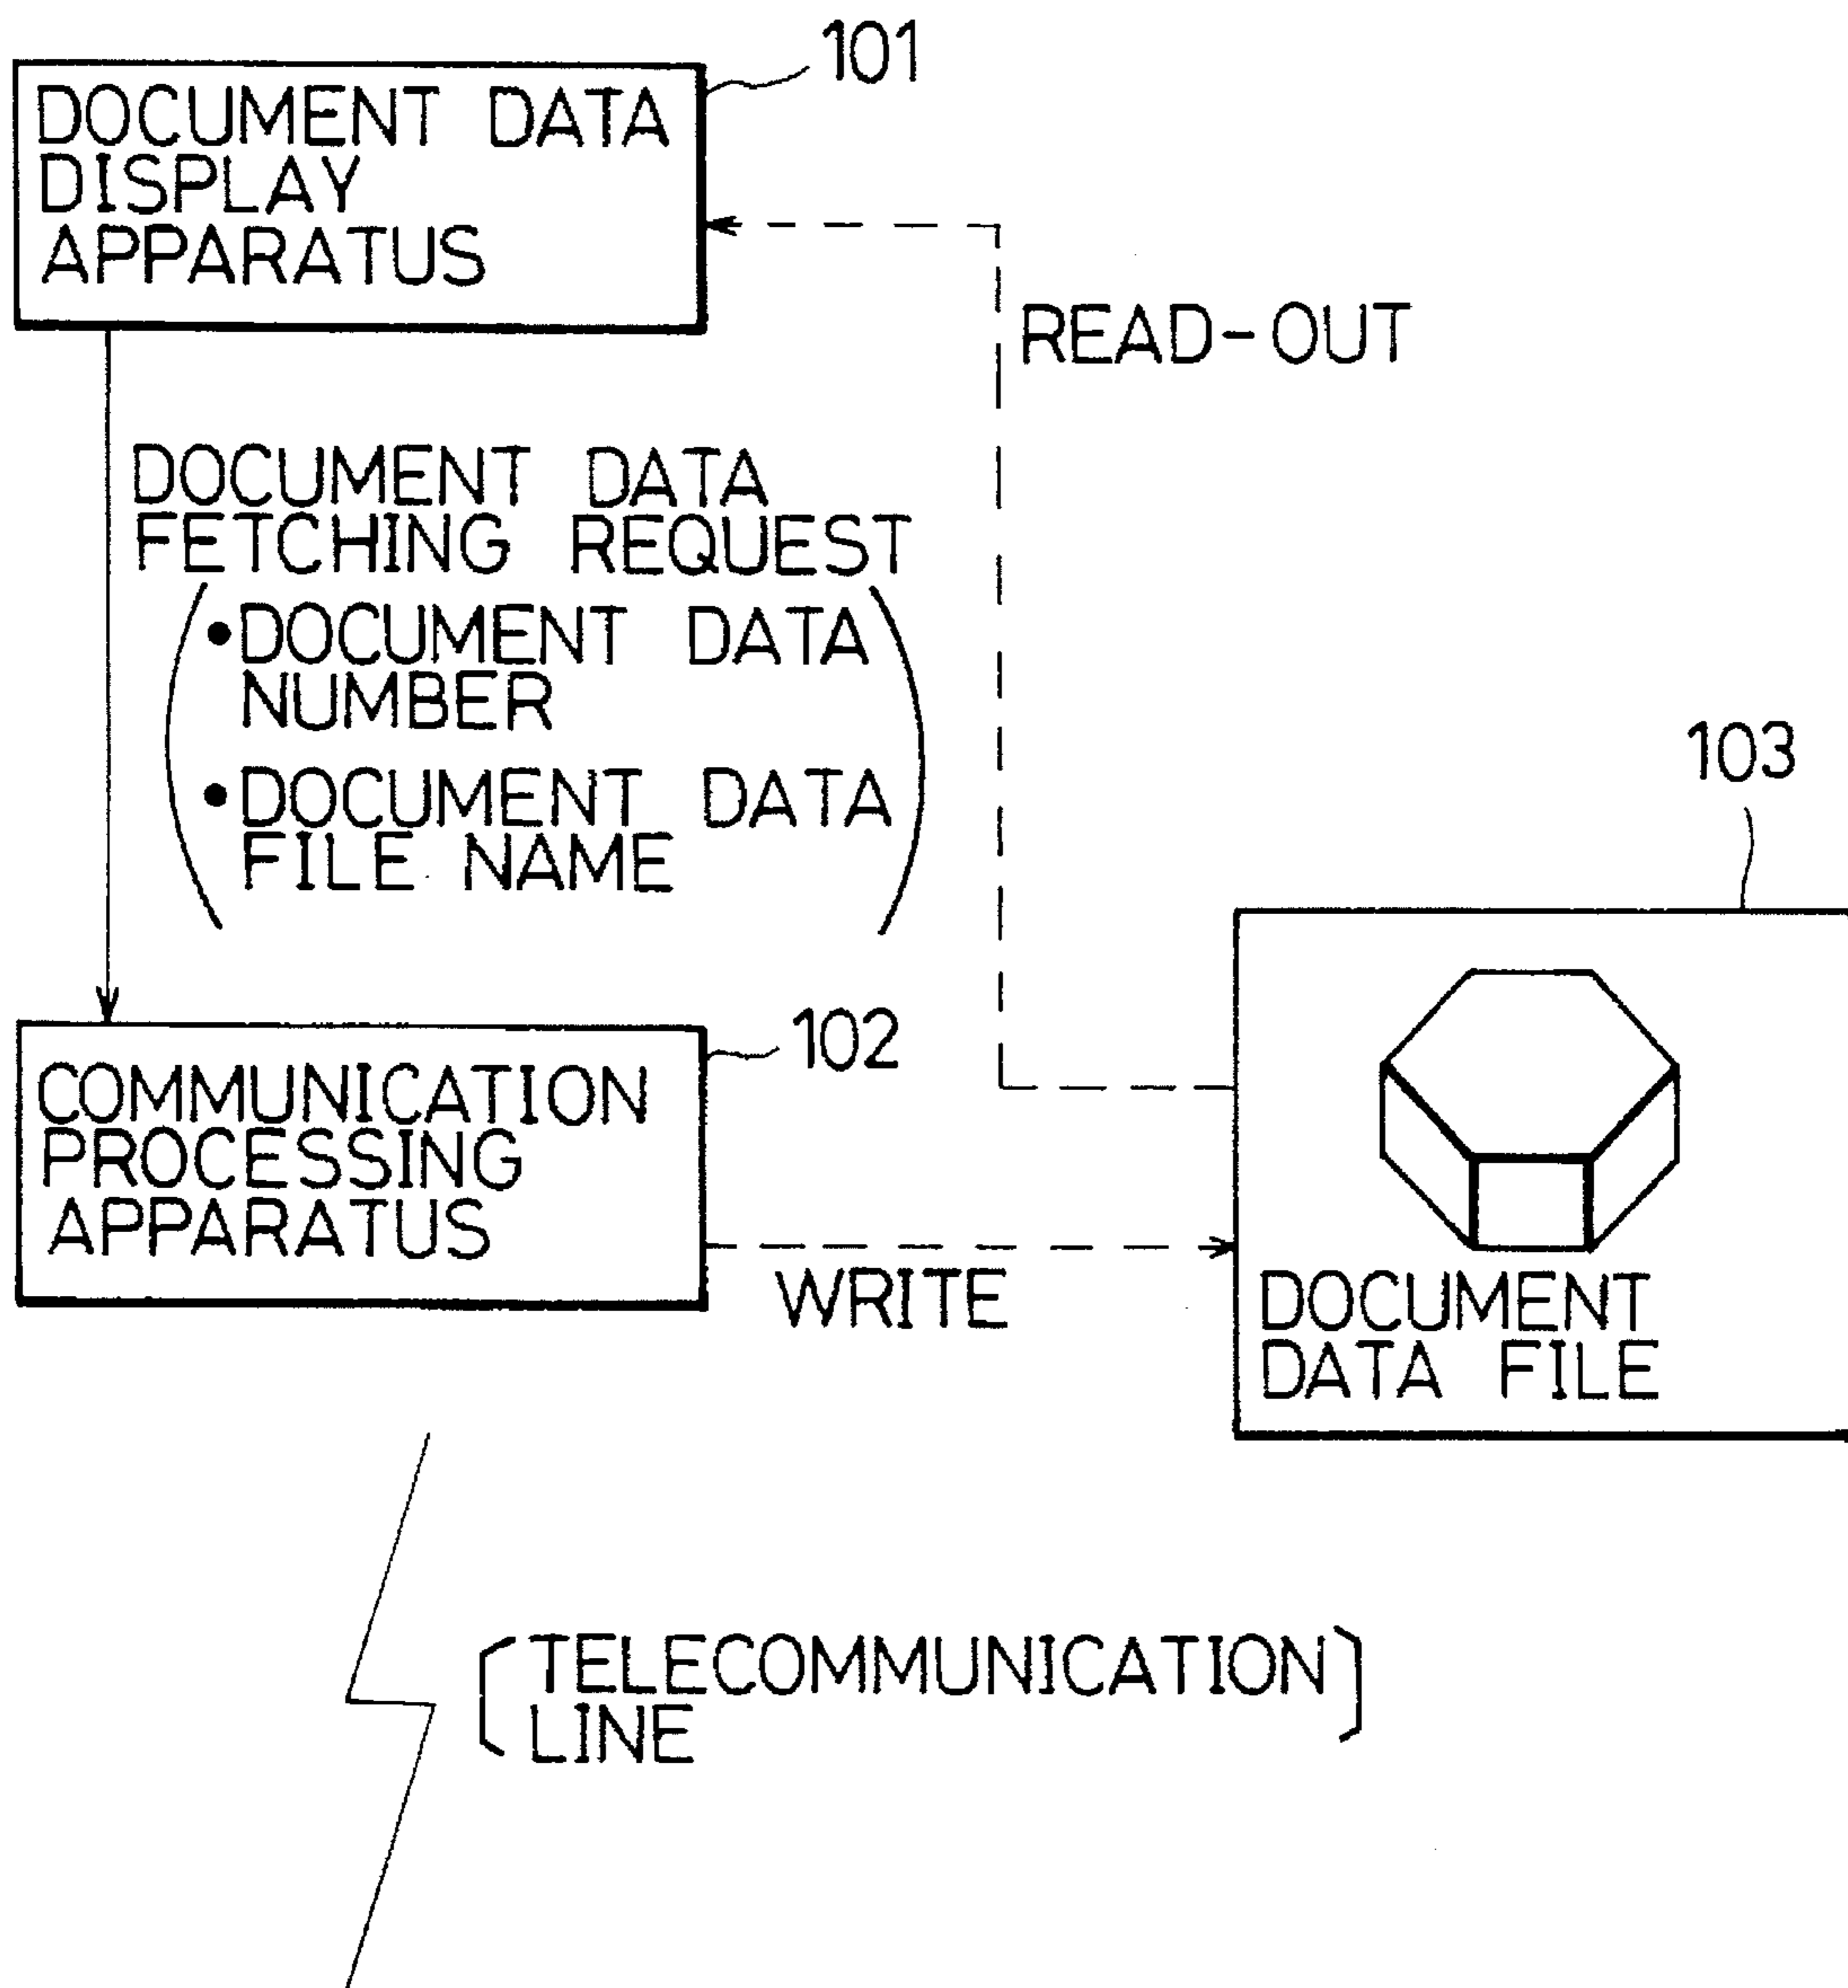 101
DOCUMENT DATA
DISPLAY
APPARATUS
READ-OUT
DOCUMENT DATA
FETCHING REQUEST
•DOCUMENT DATA
NUMBER
•DOCUMENT DATA
FILE NAME
103
102
COMMUNICATION
PROCESSING
APPARATUS
WRITE
DOCUMENT
DATA FILE
[TELECOMMUNICATION
LINE]